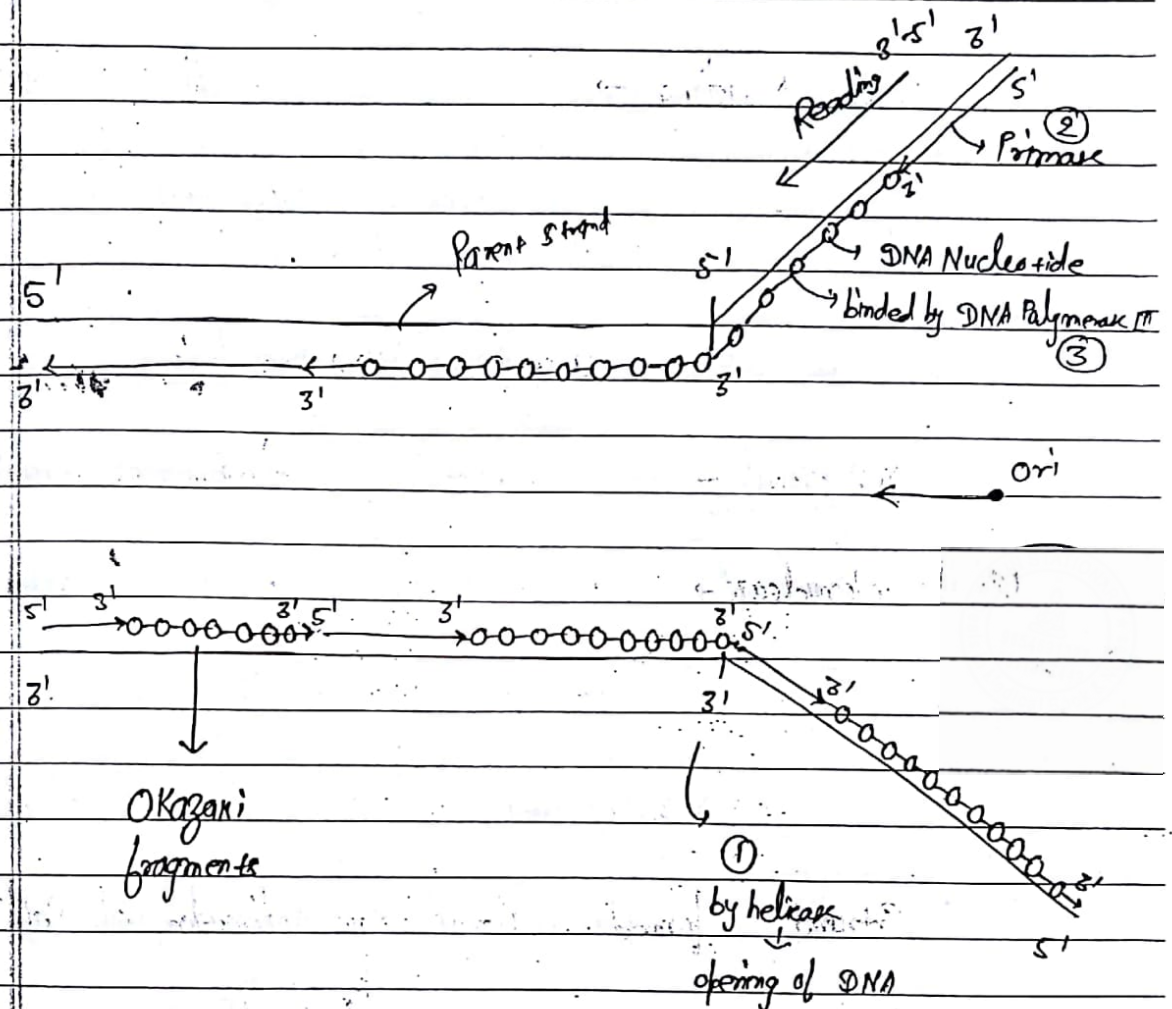 3'-5' 3'
5'
Reading
② Primase
3'
Parent strand
DNA Nucleotide
5'
5'
binded by DNA Polymerase III
③
3'
3'
3'
Ori
5' 3' 3' 5' 3' 3' 5'
3'
3'
3'
Okazani
fragments
①
by helicase
3'
5'
opening of DNA